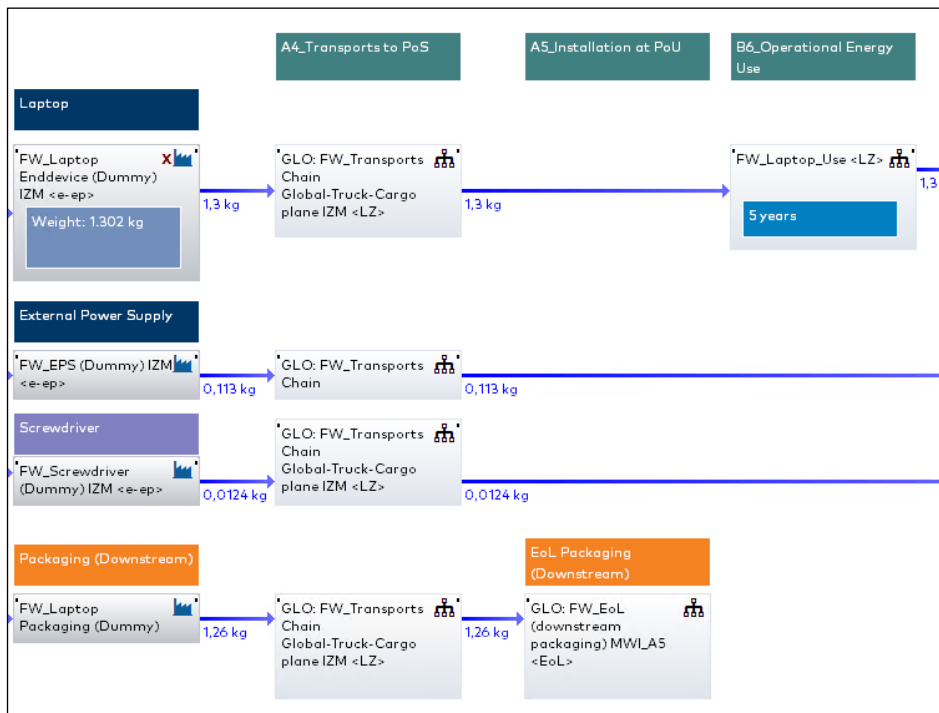 A4_Transports to PoS
A5_Installation at PoU
B6_Operational Energy
Use
Laptop
FW_Laptop
Enddevice (Dummy)
IZM <e-ep>
X
Weight: 1.302 kg
1,3 kg
GLO: FW_Transports
Chain
Global-Truck-Cargo
plane IZM <LZ>
1,3 kg
FW_Laptop_Use <LZ>
5 years
1,3
External Power Supply
FW_EPS (Dummy) IZM
<e-ep>
0,113 kg
GLO: FW_Transports
Chain
0,113 kg
Screwdriver
FW_Screwdriver
(Dummy) IZM <e-ep>
0,0124 kg
GLO: FW_Transports
Chain
Global-Truck-Cargo
plane IZM <LZ>
0,0124 kg
Packaging (Downstream)
EoL Packaging
(Downstream)
FW_Laptop
Packaging (Dummy)
1,26 kg
GLO: FW_Transports
Chain
Global-Truck-Cargo
plane IZM <LZ>
1,26 kg
GLO: FW_EoL
(downstream
packaging) MWI_A5
<EoL>